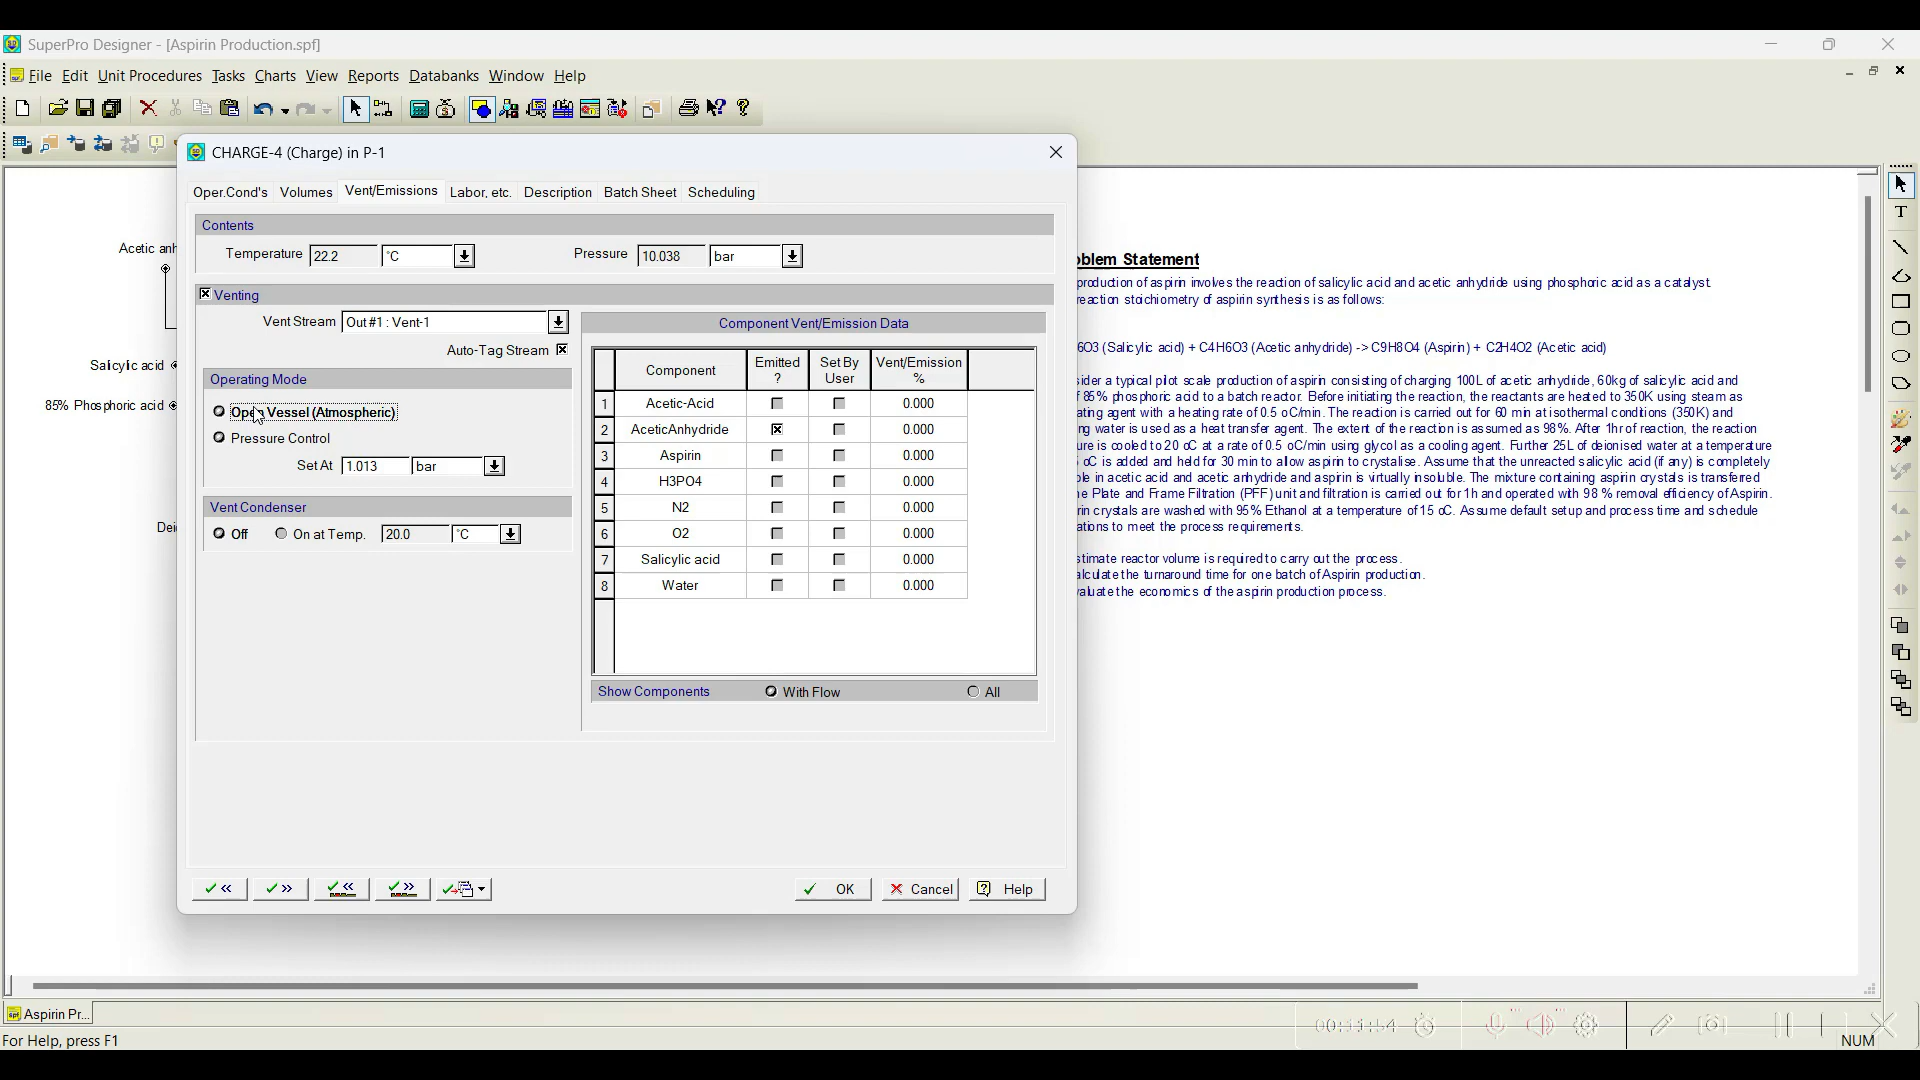 SuperPro Designer - [Aspirin Production.spf]
File Edit Unit Procedures Tasks Charts View Reports Databanks Window Help
CHARGE-4 (Charge) in P-1
Oper.Cond's Volumes Vent/Emissions Labor, etc. Description Batch Sheet Scheduling
Contents
Temperature 22.2 °C Pressure 10.038 bar
Venting
Vent Stream Out #1 : Vent-1
Auto-Tag Stream
Operating Mode
Open Vessel (Atmospheric)
Pressure Control
Set At 1.013 bar
Vent Condenser
Off On at Temp. 20.0 °C
Component Vent/Emission Data
Component Emitted ? Set By User Vent/Emission %
1 Acetic-Acid 0.000
2 AceticAnhydride 0.000
3 Aspirin 0.000
4 H3PO4 0.000
5 N2 0.000
6 O2 0.000
7 Salicylic acid 0.000
8 Water 0.000
Show Components With Flow All
OK Cancel Help
Acetic anh
Salicylic acid
85% Phosphoric acid
Dei
blem Statement
production of aspirin involves the reaction of salicylic acid and acetic anhydride using phosphoric acid as a catalyst.
eaction stoichiometry of aspirin synthesis is as follows:
6O3 (Salicylic acid) + C4H6O3 (Acetic anhydride) -> C9H8O4 (Aspirin) + C2H4O2 (Acetic acid)
sider a typical pilot scale production of aspirin consisting of charging 100L of acetic anhydride, 60kg of salicylic acid and
f 85% phosphoric acid to a batch reactor. Before initiating the reaction, the reactants are heated to 350K using steam as
ating agent with a heating rate of 0.5 oC/min. The reaction is carried out for 60 min at isothermal conditions (350K) and
ng water is used as a heat transfer agent. The extent of the reaction is assumed as 98%. After 1hr of reaction, the reaction
ure is cooled to 20 oC at a rate of 0.5 oC/min using glycol as a cooling agent. Further 25L of deionised water at a temperature
oC is added and held for 30 min to allow aspirin to crystalise. Assume that the unreacted salicylic acid (if any) is completely
ble in acetic acid and acetic anhydride and aspirin is virtually insoluble. The mixture containing aspirin crystals is transferred
e Plate and Frame Filtration (PFF) unit and filtration is carried out for 1h and operated with 98 % removal efficiency of Aspirin.
rin crystals are washed with 95% Ethanol at a temperature of 15 oC. Assume default setup and process time and schedule
ations to meet the process requirements.
stimate reactor volume is required to carry out the process.
alculate the turnaround time for one batch of Aspirin production.
valuate the economics of the aspirin production process.
T
Aspirin Pr...
00:11:54
For Help, press F1
NUM